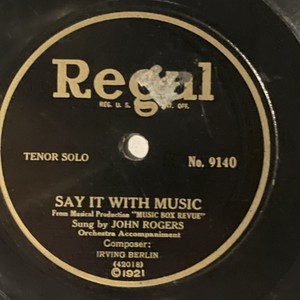 Regal
REG. U. S. PAT. OFF.
TENOR SOLO
No. 9140
SAY IT WITH MUSIC
From Musical Production "MUSIC BOX REVUE"
Sung by JOHN ROGERS
Orchestra Accompaniment
Composer:
IRVING BERLIN
(42018)
©1921